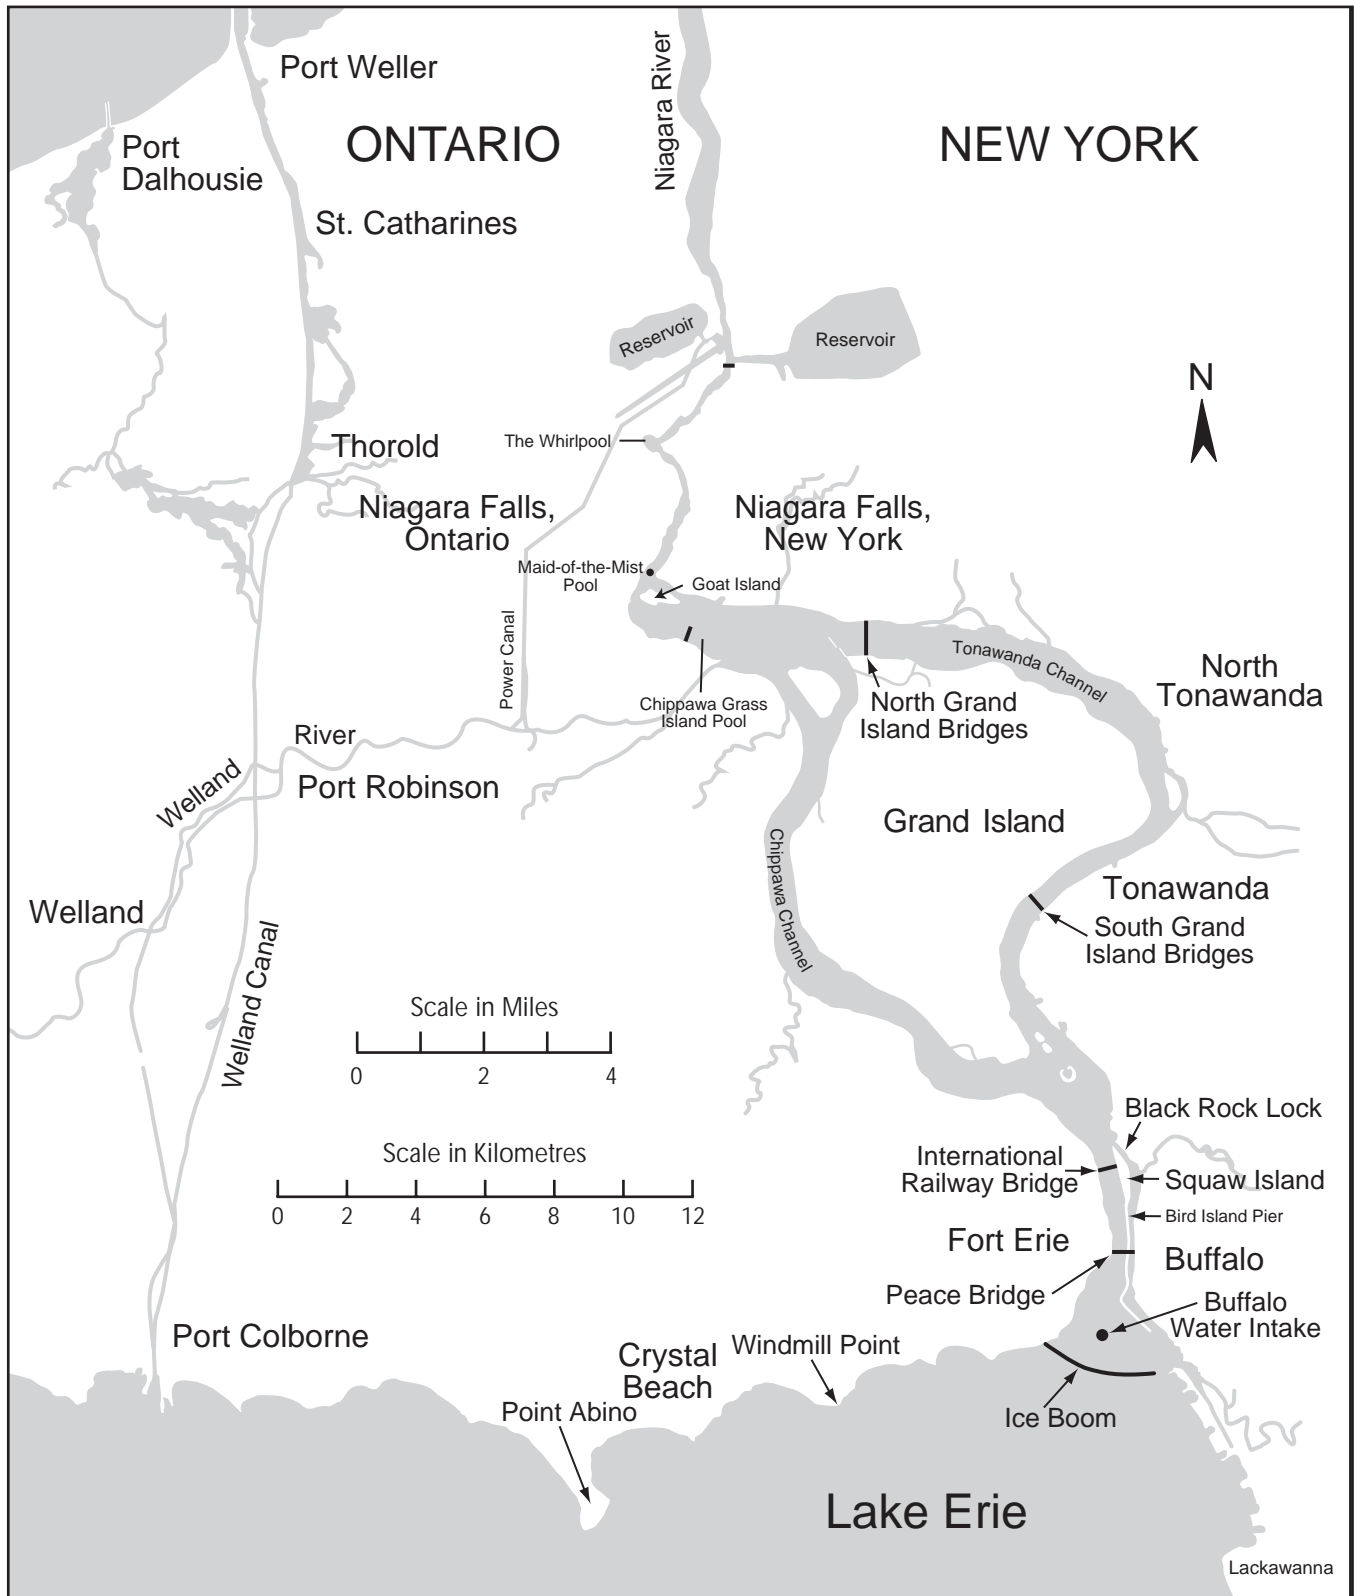 Port Weller
Niagara River
ONTARIO
NEW YORK
Port
Dalhousie
St. Catharines
Reservoir
Reservoir
N
The Whirlpool
Thorold
Niagara Falls,
Ontario
Niagara Falls,
New York
Maid-of-the-Mist
Pool
Goat Island
Power Canal
Tonawanda Channel
North
Tonawanda
Chippawa Grass
Island Pool
North Grand
Island Bridges
River
Welland
Port Robinson
Grand Island
Chippawa Channel
Tonawanda
Welland
South Grand
Island Bridges
Welland Canal
Scale in Miles
0 2 4
Black Rock Lock
Scale in Kilometres
0 2 4 6 8 10 12
International
Railway Bridge
Squaw Island
Bird Island Pier
Fort Erie
Buffalo
Peace Bridge
Buffalo
Water Intake
Port Colborne
Crystal
Beach
Windmill Point
Point Abino
Ice Boom
Lake Erie
Lackawanna